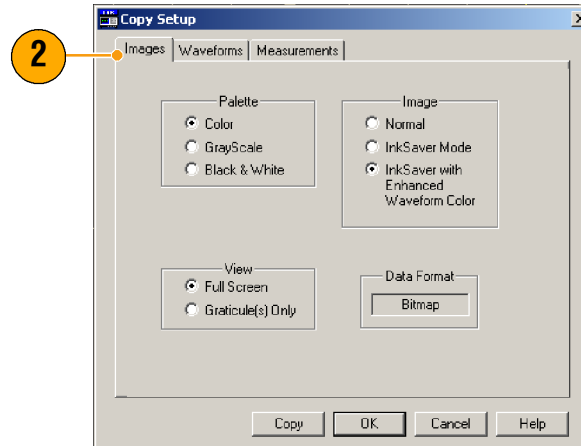 Copy Setup
2
Images Waveforms Measurements
Palette
Color
GrayScale
Black & White
Image
Normal
InkSaver Mode
InkSaver with
Enhanced
Waveform Color
View
Full Screen
Graticule(s) Only
Data Format
Bitmap
Copy OK Cancel Help